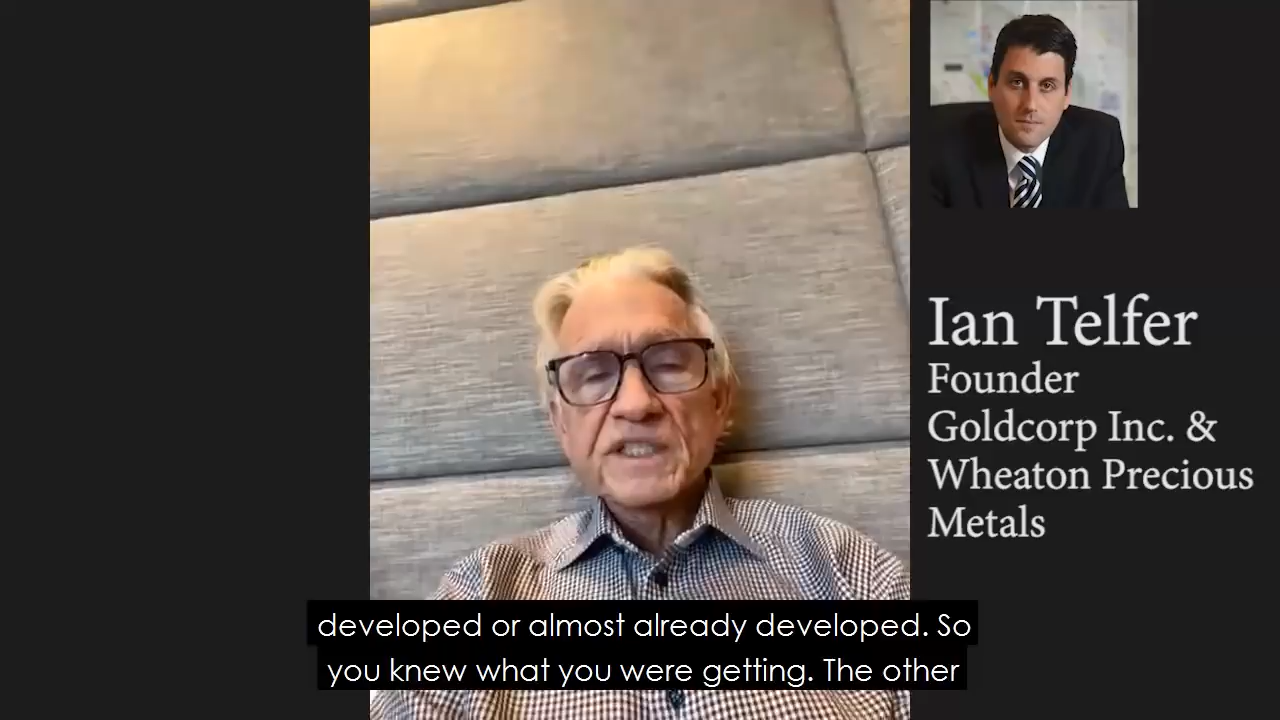 Ian Telfer
Founder
Goldcorp Inc. &
Wheaton Precious
Metals
developed or almost already developed. So
you knew what you were getting. The other